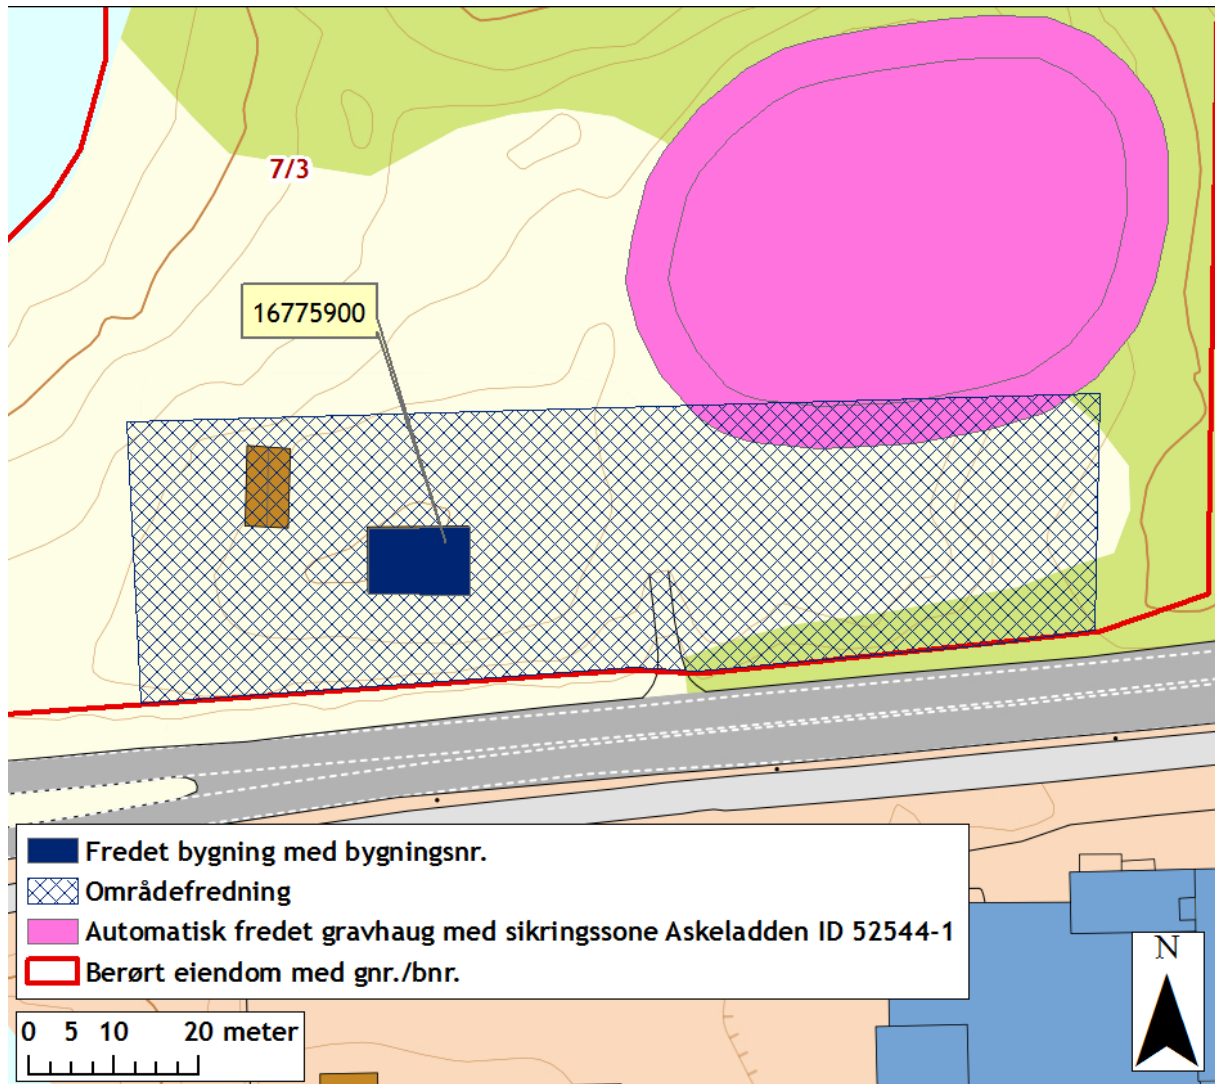 7/3
16775900
Fredet bygning med bygningsnr.
Områdefredning
Automatisk fredet gravhaug med sikringssone Askeladden ID 52544-1
Berørt eiendom med gnr./bnr.
N
0 5 10 20 meter